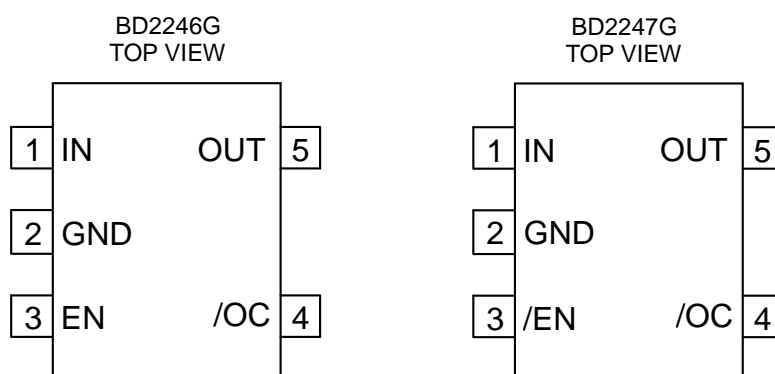 BD2246G
TOP VIEW
1 IN OUT 5
2 GND
3 EN /OC 4
BD2247G
TOP VIEW
1 IN OUT 5
2 GND
3 /EN /OC 4